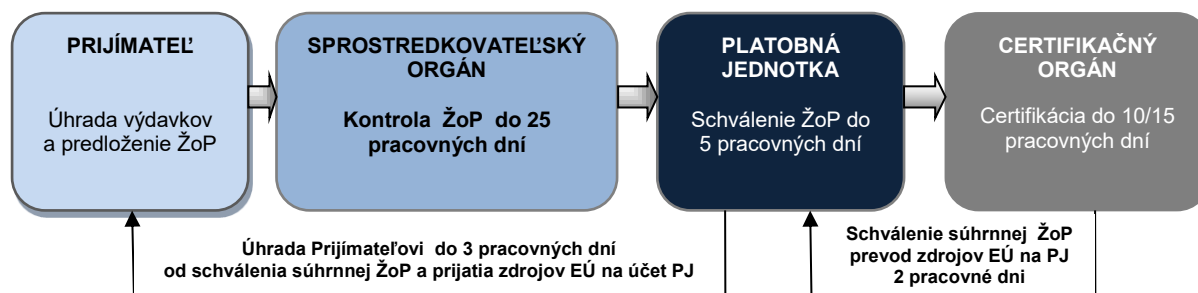 PRIJÍMATEĽ
Úhrada výdavkov
a predloženie ŽoP
SPROSTREDKOVATEĽSKÝ
ORGÁN
Kontrola ŽoP do 25
pracovných dní
PLATOBNÁ
JEDNOTKA
Schválenie ŽoP do
5 pracovných dní
CERTIFIKAČNÝ
ORGÁN
Certifikácia do 10/15
pracovných dní
Úhrada Prijímateľovi do 3 pracovných dní
od schválenia súhrnnej ŽoP a prijatia zdrojov EÚ na účet PJ
Schválenie súhrnnej ŽoP
prevod zdrojov EÚ na PJ
2 pracovné dni